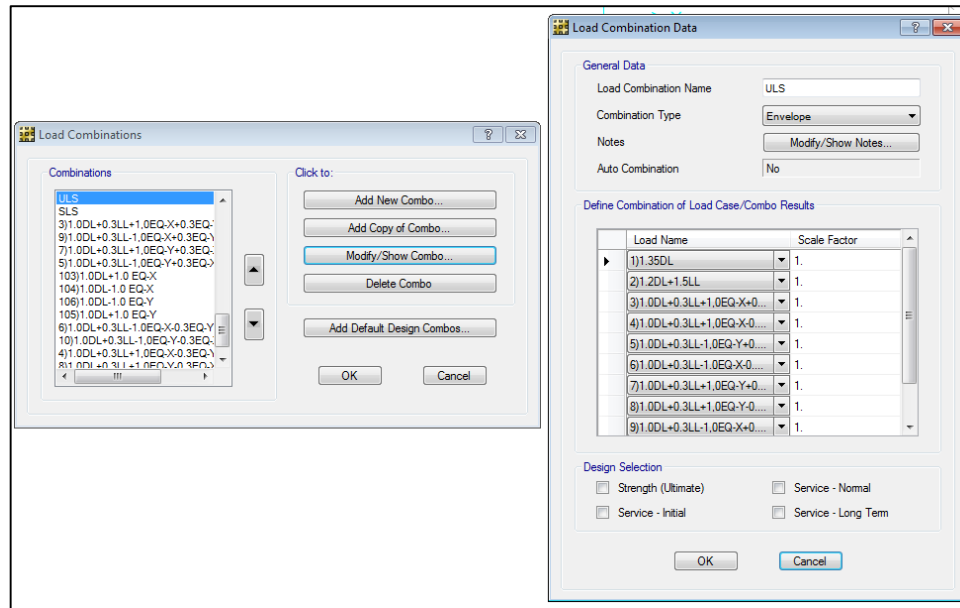 Load Combinations
Combinations
ULS
SLS
3)1.0DL+0.3LL+1,0EQ-X+0.3EQ-
9)1.0DL+0.3LL-1,0EQ-X+0.3EQ-Y
7)1.0DL+0.3LL+1,0EQ-Y+0.3EQ-
5)1.0DL+0.3LL-1,0EQ-Y+0.3EQ-X
103)1.0DL+1.0 EQ-X
104)1.0DL-1.0 EQ-X
106)1.0DL-1.0 EQ-Y
105)1.0DL+1.0 EQ-Y
6)1.0DL+0.3LL-1.0EQ-X-0.3EQ-Y
10)1.0DL+0.3LL-1,0EQ-Y-0.3EQ-
4)1.0DL+0.3LL+1,0EQ-X-0.3EQ-Y
8)1.0DL+0.3LL+1,0EQ-Y-0.3EQ-
Click to:
Add New Combo...
Add Copy of Combo...
Modify/Show Combo...
Delete Combo
Add Default Design Combos...
OK Cancel
Load Combination Data
General Data
Load Combination Name ULS
Combination Type Envelope
Notes Modify/Show Notes...
Auto Combination No
Define Combination of Load Case/Combo Results
Load Name Scale Factor
1)1.35DL 1.
2)1.2DL+1.5LL 1.
3)1.0DL+0.3LL+1,0EQ-X+0... 1.
4)1.0DL+0.3LL+1,0EQ-X-0.... 1.
5)1.0DL+0.3LL-1,0EQ-Y+0.... 1.
6)1.0DL+0.3LL-1.0EQ-X-0.... 1.
7)1.0DL+0.3LL+1,0EQ-Y+0... 1.
8)1.0DL+0.3LL+1,0EQ-Y-0.... 1.
9)1.0DL+0.3LL-1,0EQ-X+0.... 1.
Design Selection
Strength (Ultimate) Service - Normal
Service - Initial Service - Long Term
OK Cancel